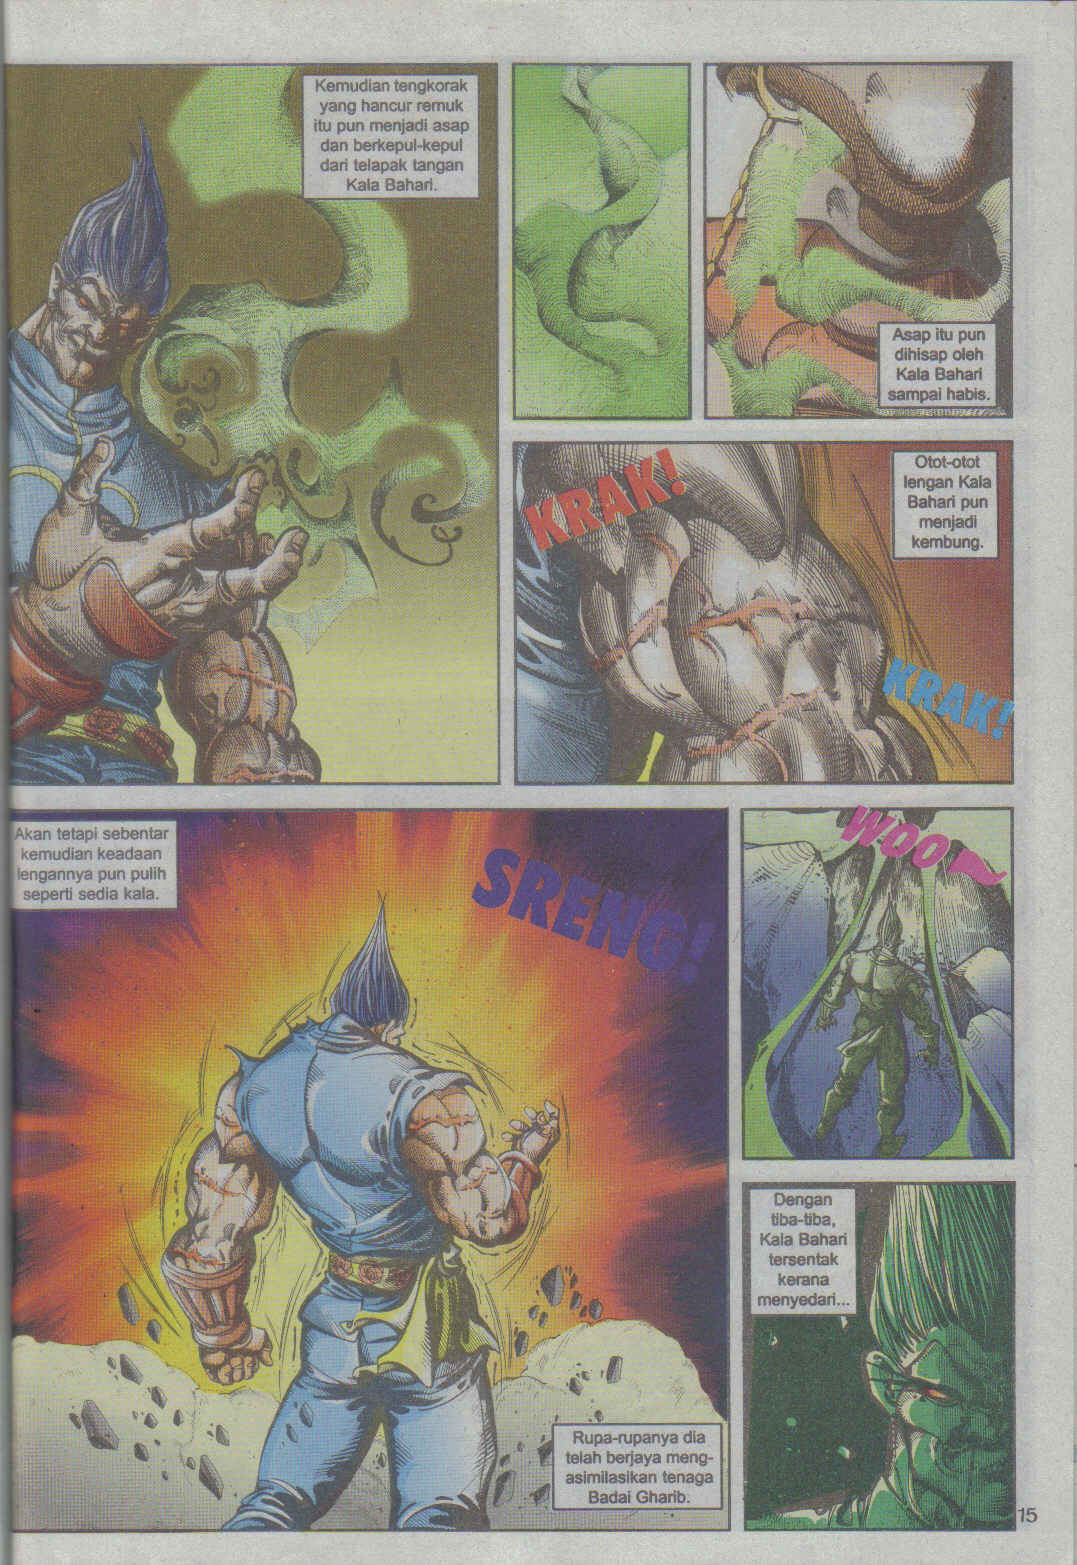 Kemudian tengkorak
yang hancur remuk
itu pun menjadi asap
dan berkepul-kepul
dari telapak tangan
Kala Bahari.
Asap itu pun
dihisap oleh
Kala Bahari
sampai habis.
KRAK!
Otot-otot
lengan Kala
Bahari pun
menjadi
kembung.
KRAK!
Akan tetapi sebentar
kemudian keadaan
lengannya pun pulih
seperti sedia kala.
SRENG!
WOO
Rupa-rupanya dia
telah berjaya meng-
asimilasikan tenaga
Badai Gharib.
Dengan
tiba-tiba,
Kala Bahari
tersentak
kerana
menyedari...
15